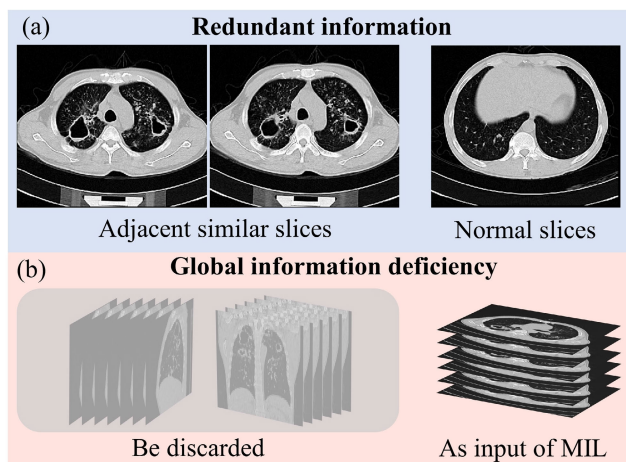 (a) Redundant information
Adjacent similar slices
Normal slices
(b) Global information deficiency
Be discarded
As input of MIL